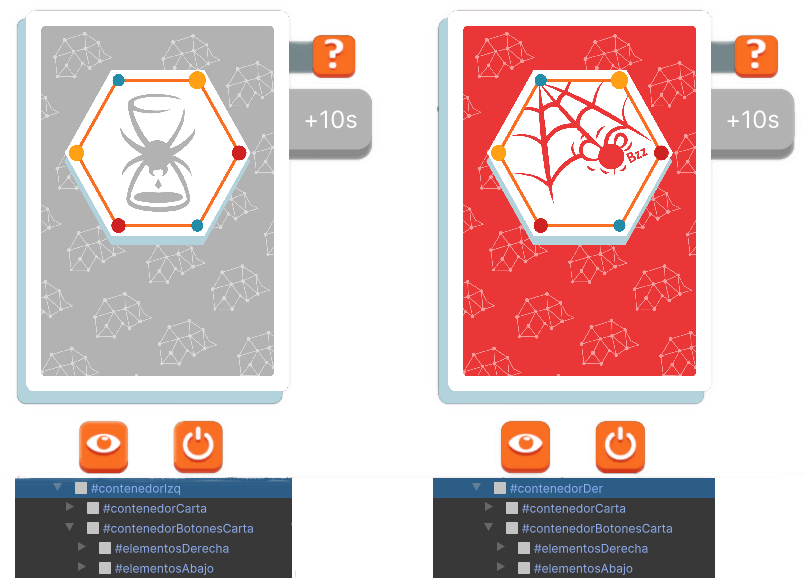 ?
+10s
?
+10s
Bzz
#contenedorIzq
#contenedorCarta
#contenedorBotonesCarta
#elementosDerecha
#elementosAbajo
#contenedorDer
#contenedorCarta
#contenedorBotonesCarta
#elementosDerecha
#elementosAbajo